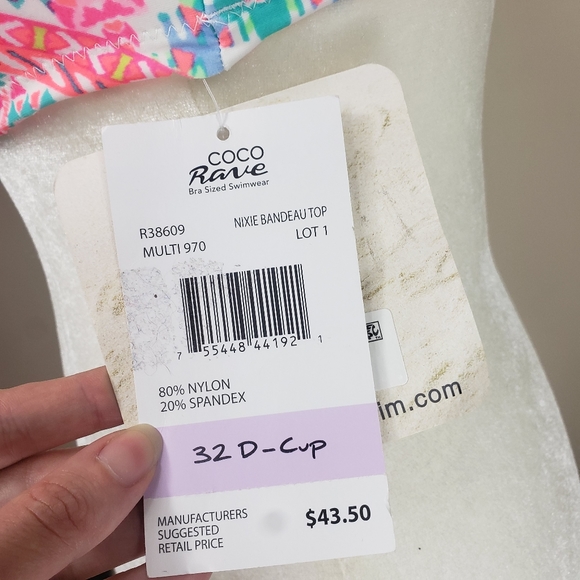 COCO
Rave
Bra Sized Swimwear
R38609
NIXIE BANDEAU TOP
MULTI 970
LOT 1
7 55448 44192 1
80% NYLON
20% SPANDEX
im.com
32 D-Cup
MANUFACTURERS
SUGGESTED
RETAIL PRICE
$43.50